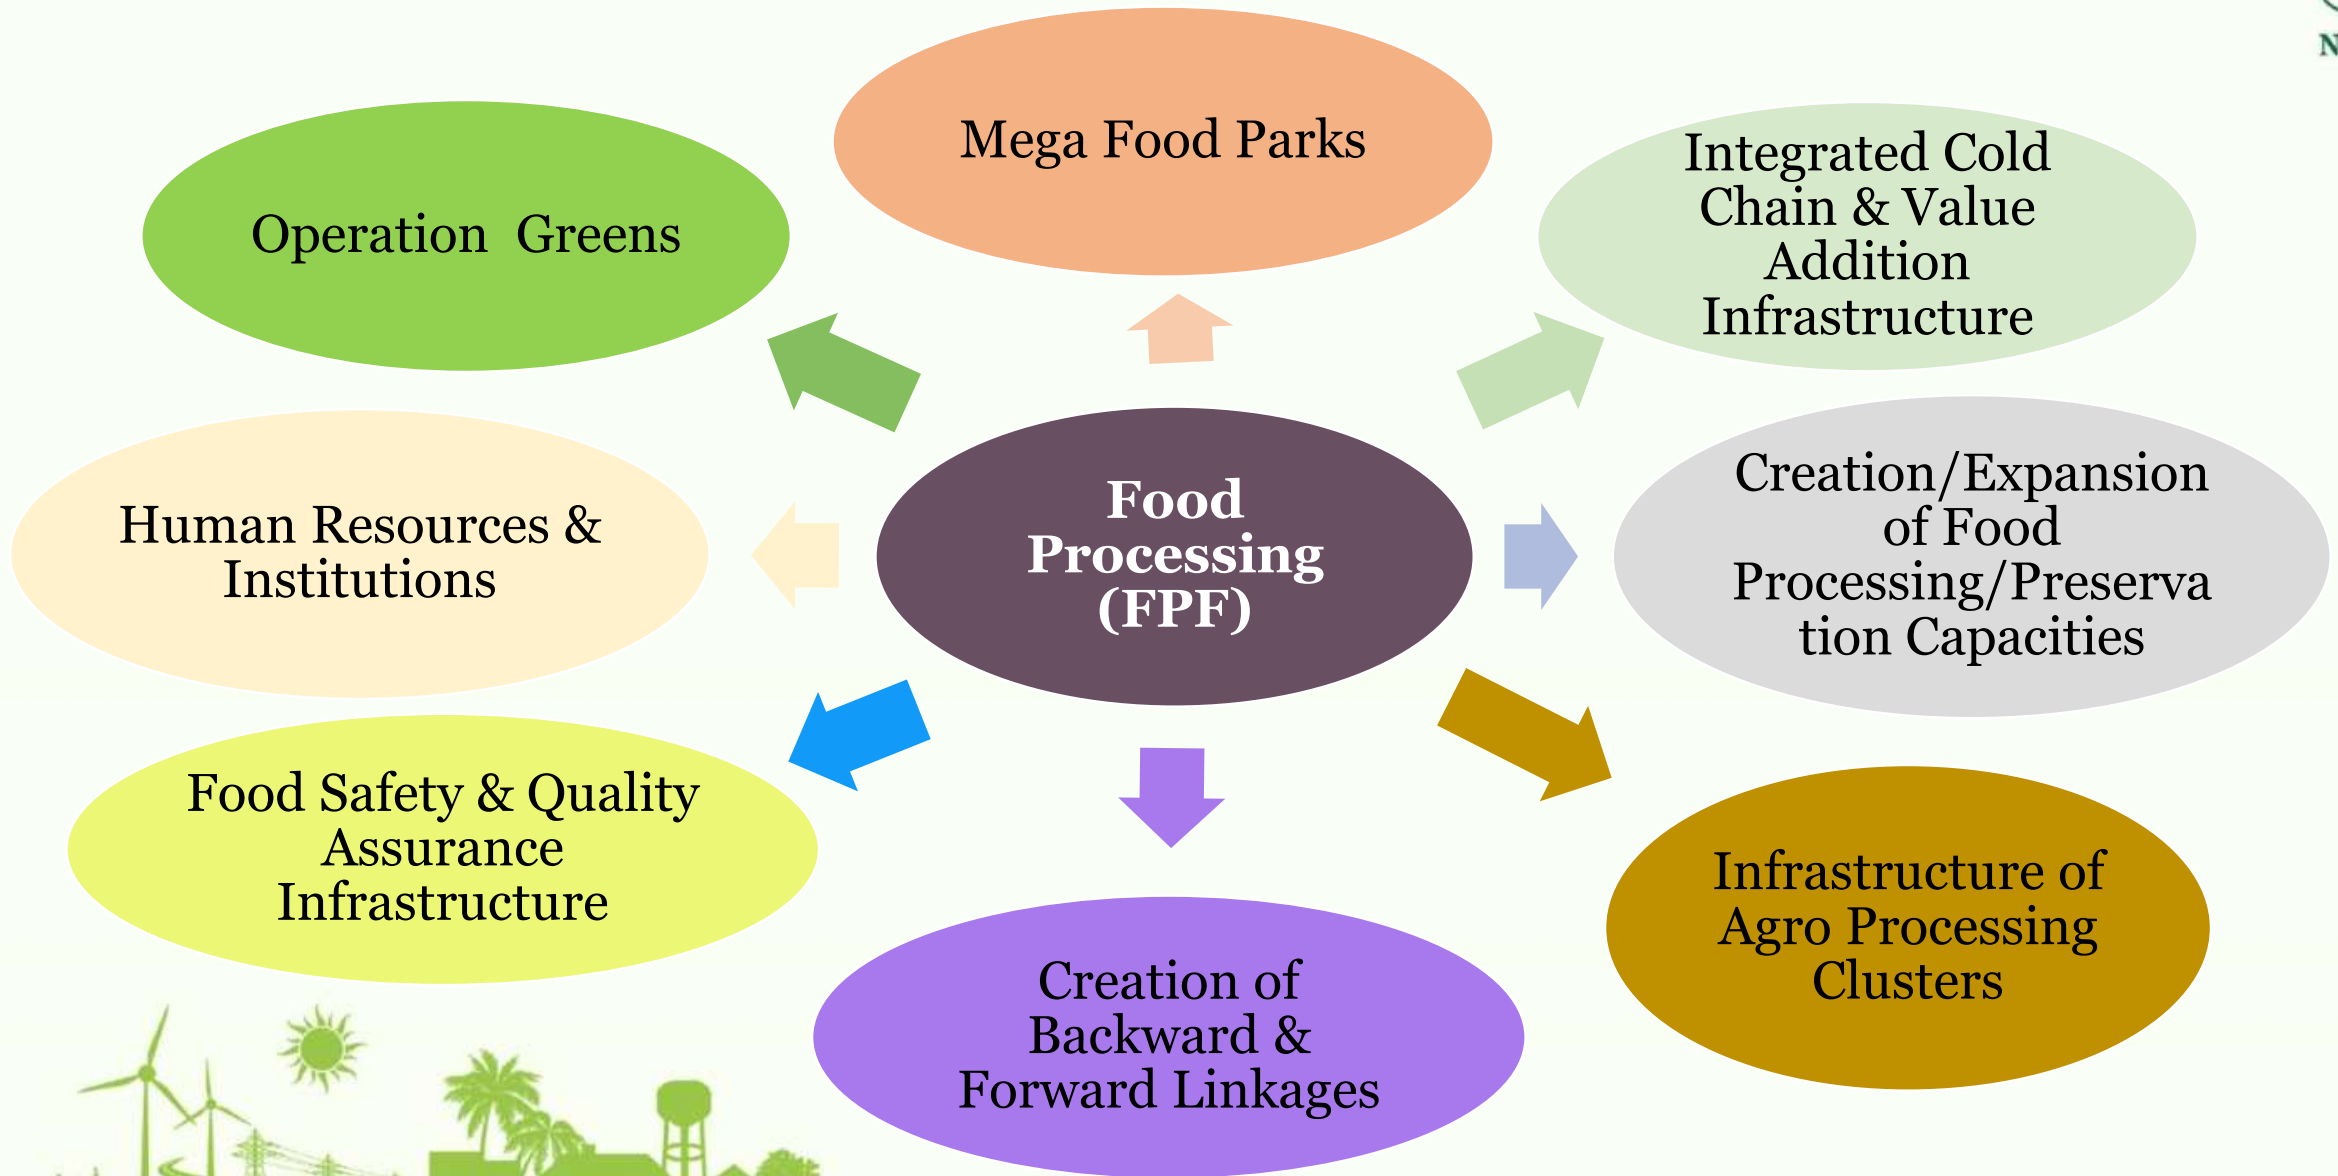 N
Mega Food Parks
Operation Greens
Integrated Cold
Chain & Value
Addition
Infrastructure
Human Resources &
Institutions
Food
Processing
(FPF)
Creation/Expansion
of Food
Processing/Preserva
tion Capacities
Food Safety & Quality
Assurance
Infrastructure
Creation of
Backward &
Forward Linkages
Infrastructure of
Agro Processing
Clusters